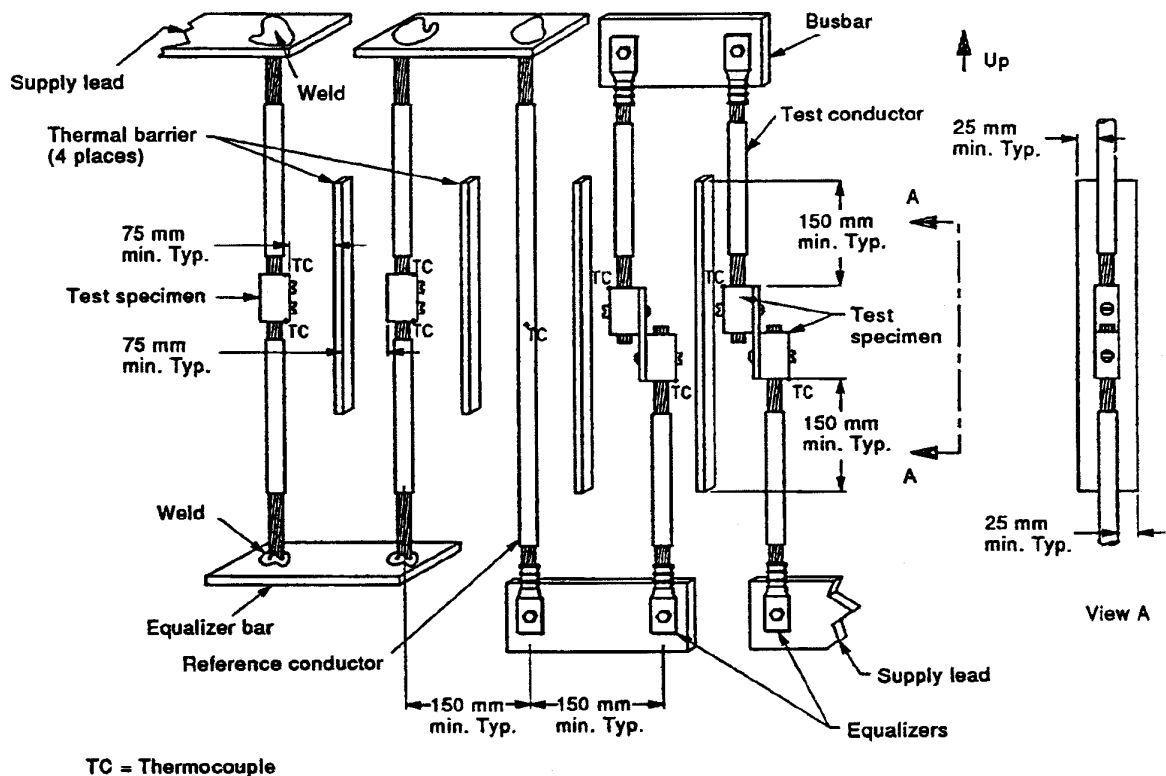 Busbar
Up
Supply lead
Weld
Test conductor
25 mm
min. Typ.
Thermal barrier
(4 places)
A
150 mm
min. Typ.
75 mm
min. Typ.
TC
TC
TC
TC
Test specimen
TC
TC
TC
Test
specimen
75 mm
min. Typ.
TC
TC
150 mm
min. Typ.
A
Weld
25 mm
min. Typ.
Equalizer bar
View A
Reference conductor
Supply lead
150 mm
min. Typ.
150 mm
min. Typ.
Equalizers
TC = Thermocouple